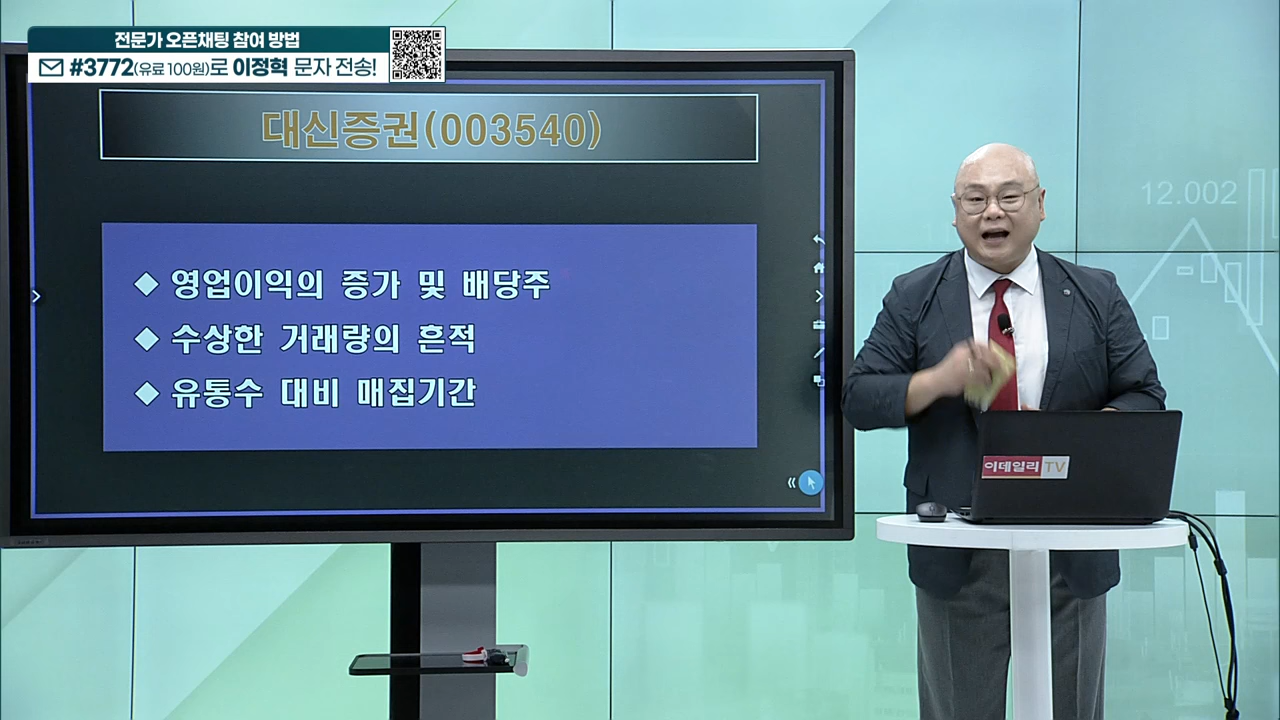 전문가 오픈채팅 참여 방법
#3772(유료 100원)로 이정혁 문자 전송!
대신증권(003540)
◆ 영업이익의 증가 및 배당주
◆ 수상한 거래량의 흔적
◆ 유통수 대비 매집기간
12.002
이데일리 TV